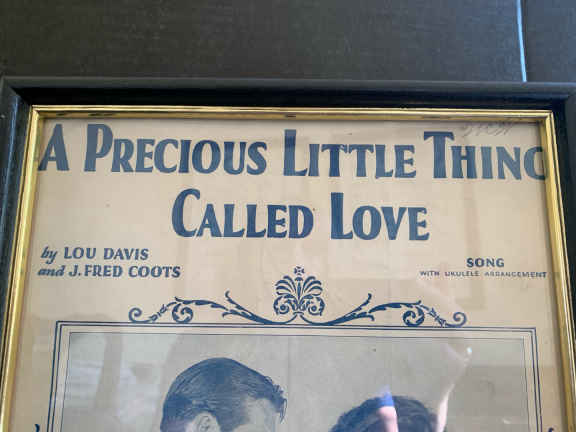 A PRECIOUS LITTLE THING
CALLED LOVE
by LOU DAVIS
and J. FRED COOTS
SONG
WITH UKULELE ARRANGEMENT